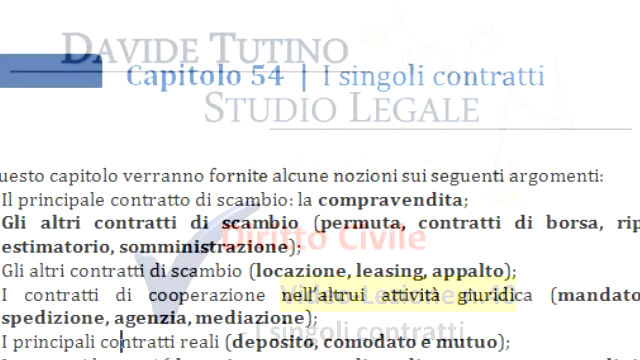 DAVIDE TUTINO
Capitolo 54 | I singoli contratti
STUDIO LEGALE
uesto capitolo verranno fornite alcune nozioni sui seguenti argomenti:
Il principale contratto di scambio: la compravendita;
Gli altri contratti di scambio (permuta, contratti di borsa, rip
Diritto Civile
estimatorio, somministrazione);
Gli altri contratti di scambio (locazione, leasing, appalto);
I contratti di cooperazione nell'altrui attività giuridica (mandato
Video Lezione n.
spedizione, agenzia, mediazione);
I singoli contratti
I principali contratti reali (deposito, comodato e mutuo);